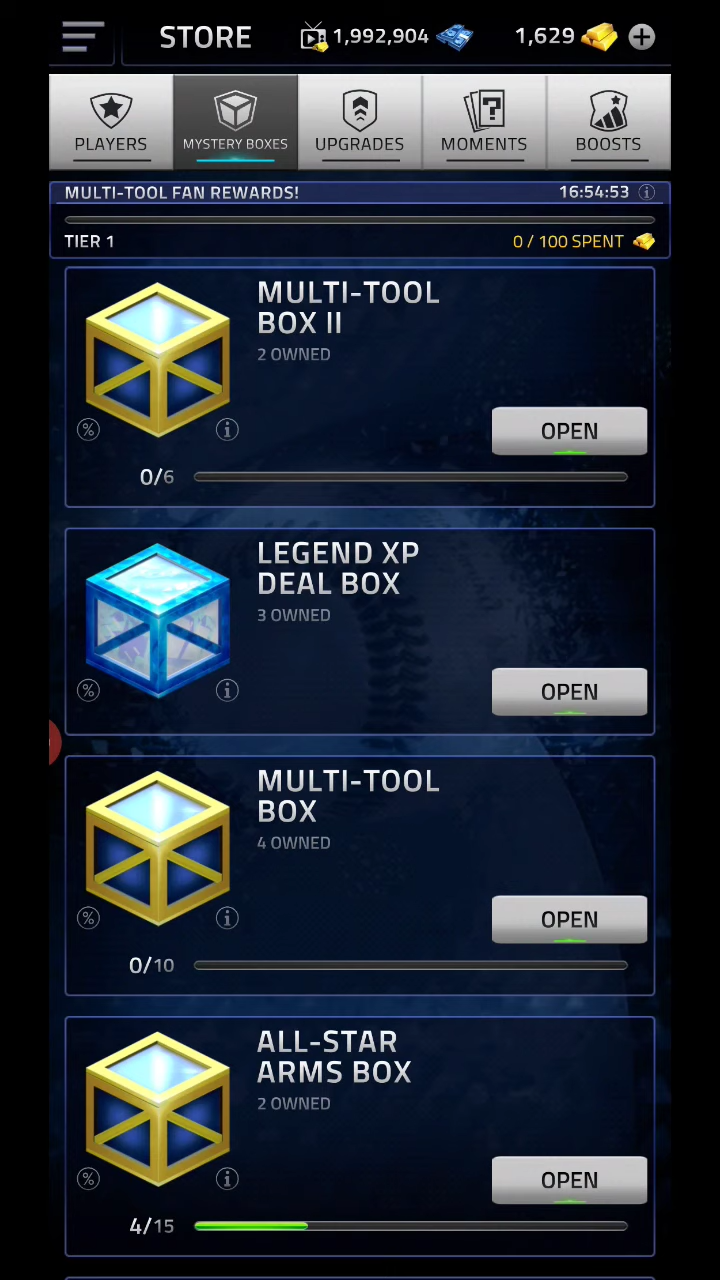 STORE 1,992,904 1,629
PLAYERS MYSTERY BOXES UPGRADES MOMENTS BOOSTS
MULTI-TOOL FAN REWARDS! 16:54:53 i
TIER 1 0 / 100 SPENT
MULTI-TOOL
BOX II
2 OWNED
% i
OPEN
0/6
LEGEND XP
DEAL BOX
3 OWNED
% i
OPEN
MULTI-TOOL
BOX
4 OWNED
% i
OPEN
0/10
ALL-STAR
ARMS BOX
2 OWNED
% i
OPEN
4/15